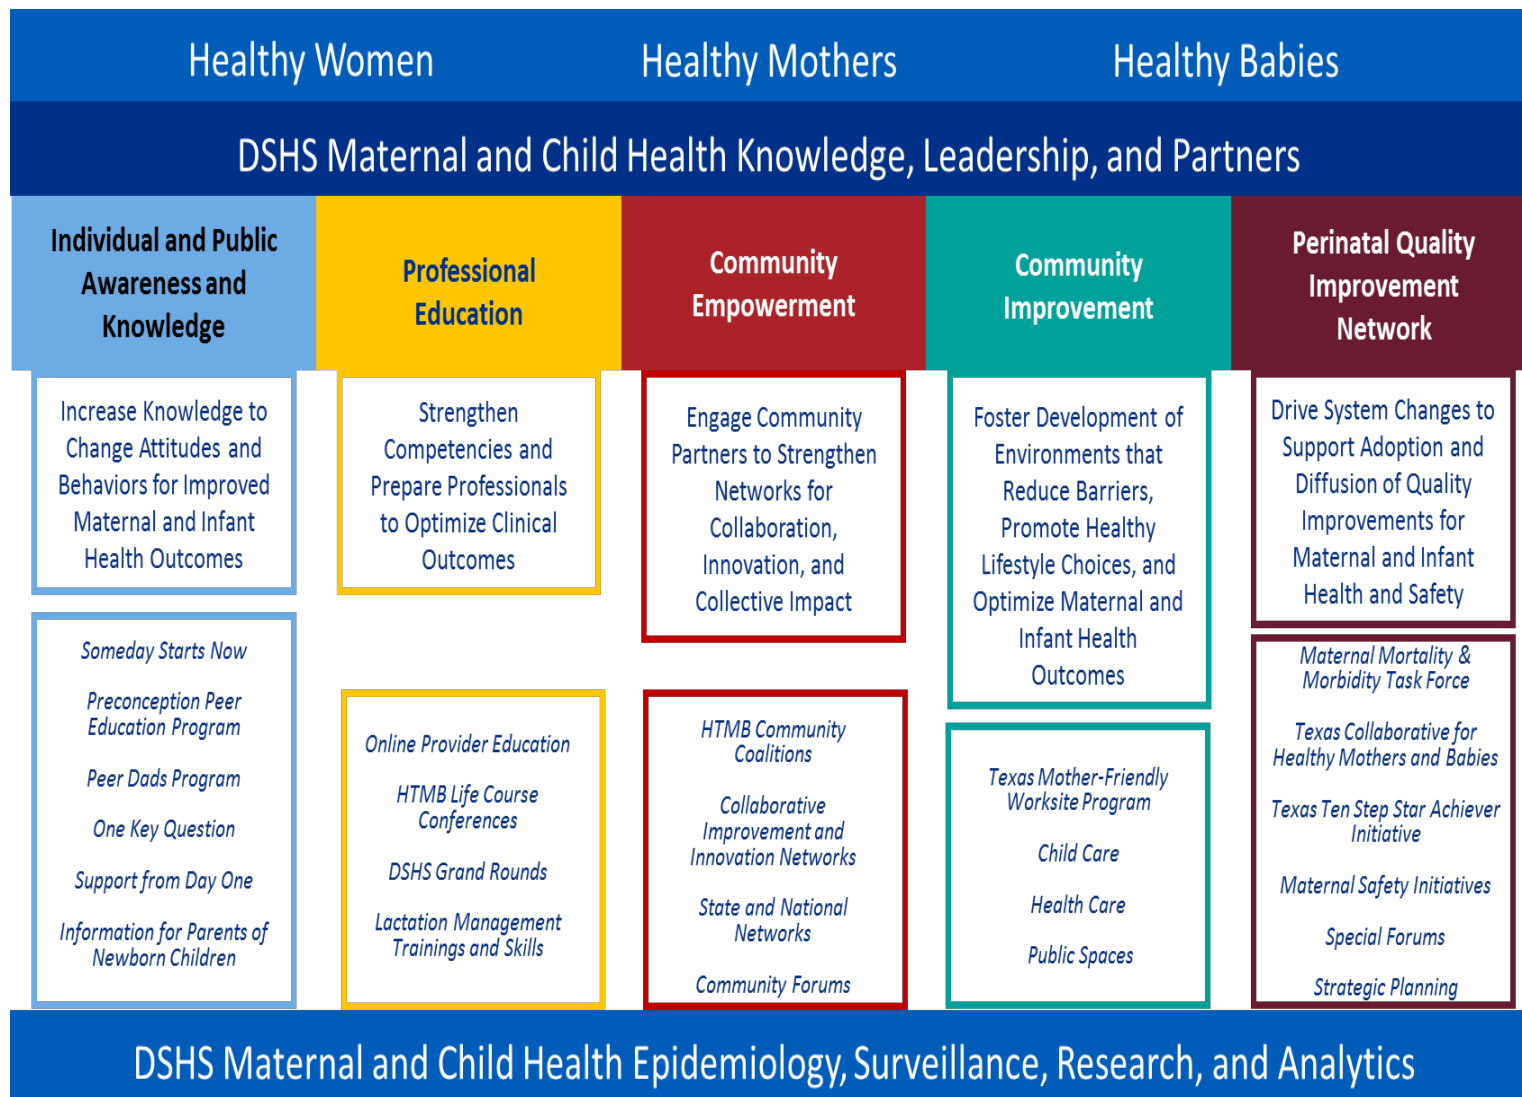 Healthy Women
Healthy Mothers
Healthy Babies
DSHS Maternal and Child Health Knowledge, Leadership, and Partners
Individual and Public
Awareness and
Knowledge
Professional
Education
Community
Empowerment
Community
Improvement
Perinatal Quality
Improvement
Network
Increase Knowledge to
Change Attitudes and
Behaviors for Improved
Maternal and Infant
Health Outcomes
Strengthen
Competencies and
Prepare Professionals
to Optimize Clinical
Outcomes
Engage Community
Partners to Strengthen
Networks for
Collaboration,
Innovation, and
Collective Impact
Foster Development of
Environments that
Reduce Barriers,
Promote Healthy
Lifestyle Choices, and
Optimize Maternal and
Infant Health
Outcomes
Drive System Changes to
Support Adoption and
Diffusion of Quality
Improvements for
Maternal and Infant
Health and Safety
Someday Starts Now
Preconception Peer
Education Program
Peer Dads Program
One Key Question
Support from Day One
Information for Parents of
Newborn Children
Online Provider Education
HTMB Life Course
Conferences
DSHS Grand Rounds
Lactation Management
Trainings and Skills
HTMB Community
Coalitions
Collaborative
Improvement and
Innovation Networks
State and National
Networks
Community Forums
Texas Mother-Friendly
Worksite Program
Child Care
Health Care
Public Spaces
Maternal Mortality &
Morbidity Task Force
Texas Collaborative for
Healthy Mothers and Babies
Texas Ten Step Star Achiever
Initiative
Maternal Safety Initiatives
Special Forums
Strategic Planning
DSHS Maternal and Child Health Epidemiology, Surveillance, Research, and Analytics